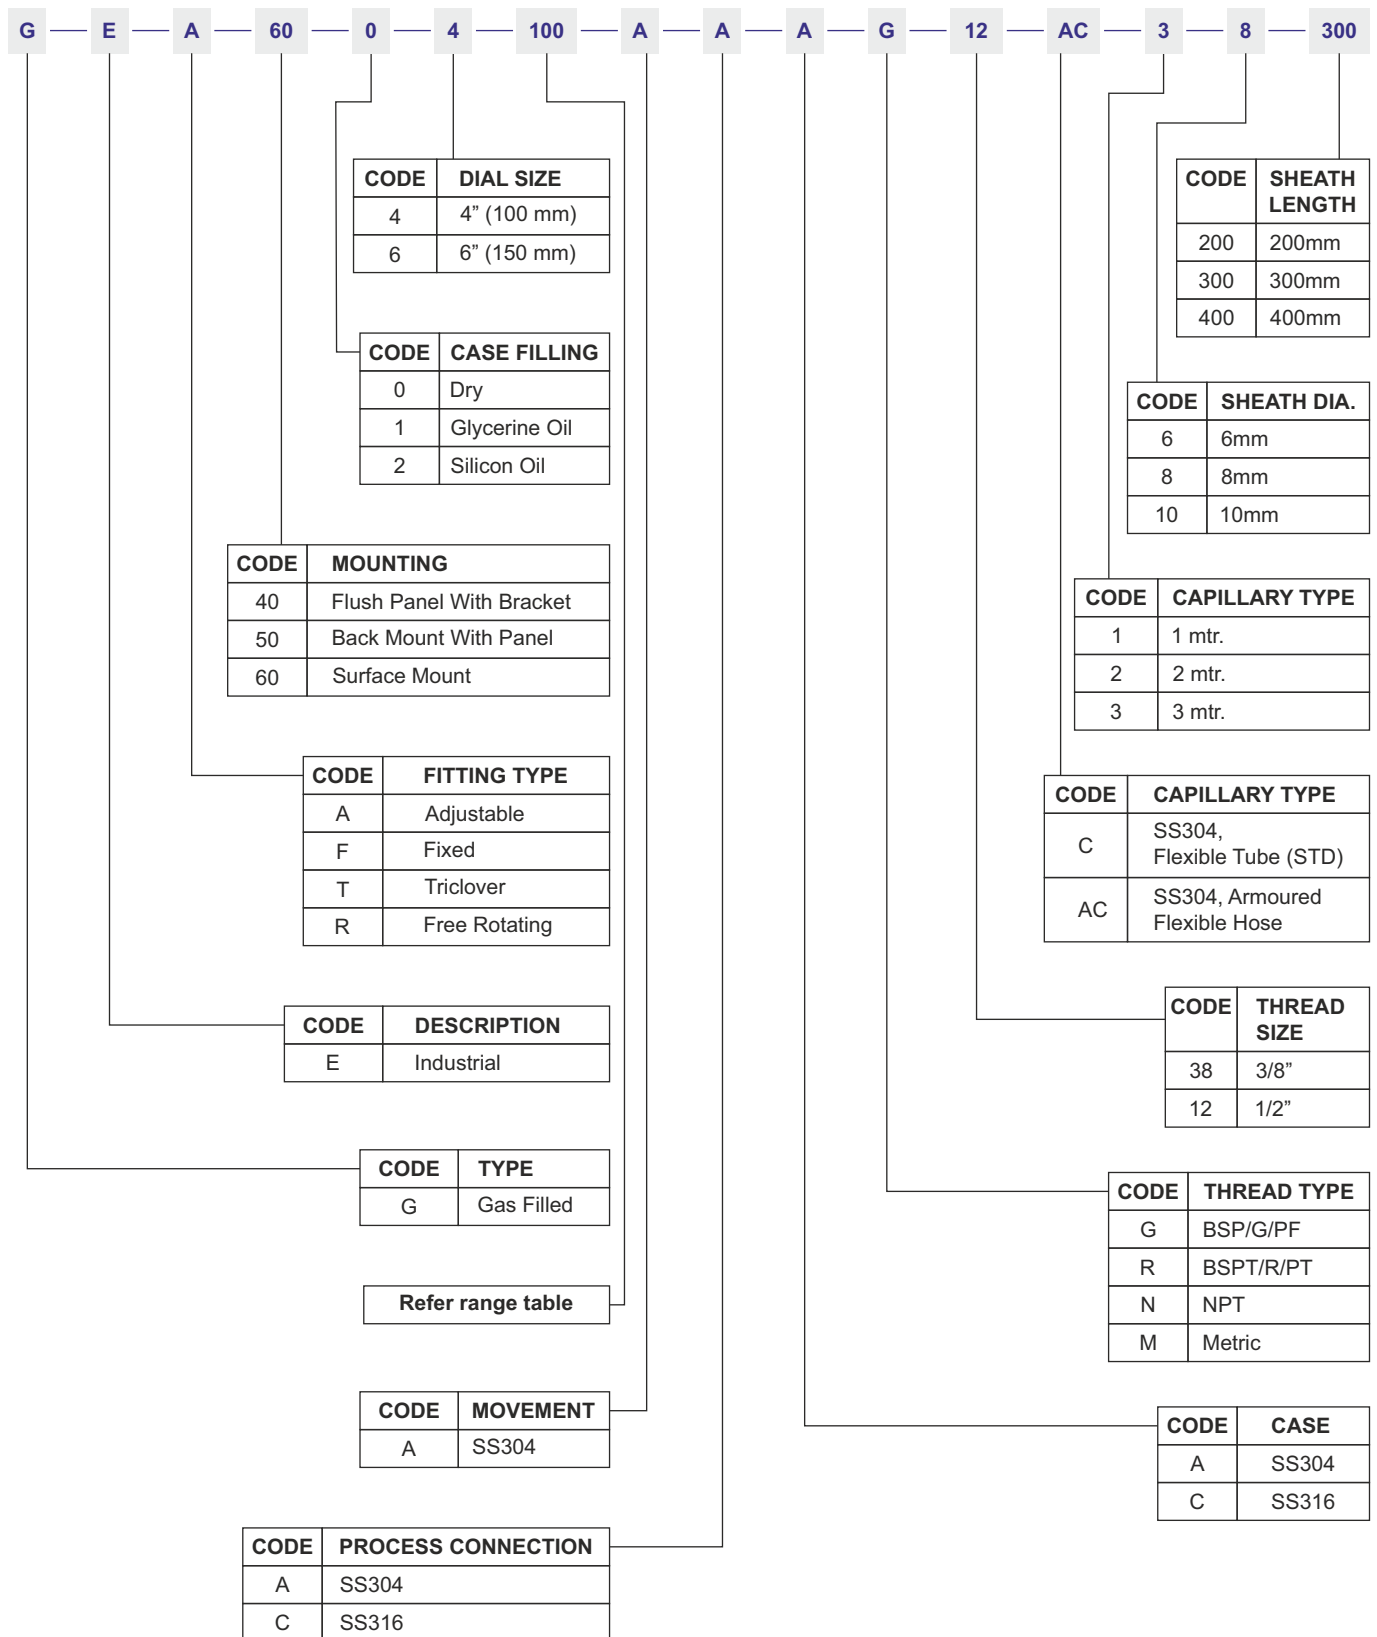 G E A 60 0 4 100 A A A G 12 AC 3 8 300
CODE DIAL SIZE
4 4” (100 mm)
6 6” (150 mm)
CODE CASE FILLING
0 Dry
1 Glycerine Oil
2 Silicon Oil
CODE MOUNTING
40 Flush Panel With Bracket
50 Back Mount With Panel
60 Surface Mount
CODE FITTING TYPE
A Adjustable
F Fixed
T Triclover
R Free Rotating
CODE DESCRIPTION
E Industrial
CODE TYPE
G Gas Filled
Refer range table
CODE MOVEMENT
A SS304
CODE PROCESS CONNECTION
A SS304
C SS316
CODE SHEATH
LENGTH
200 200mm
300 300mm
400 400mm
CODE SHEATH DIA.
6 6mm
8 8mm
10 10mm
CODE CAPILLARY TYPE
1 1 mtr.
2 2 mtr.
3 3 mtr.
CODE CAPILLARY TYPE
C SS304,
Flexible Tube (STD)
AC SS304, Armoured
Flexible Hose
CODE THREAD
SIZE
38 3/8”
12 1/2”
CODE THREAD TYPE
G BSP/G/PF
R BSPT/R/PT
N NPT
M Metric
CODE CASE
A SS304
C SS316